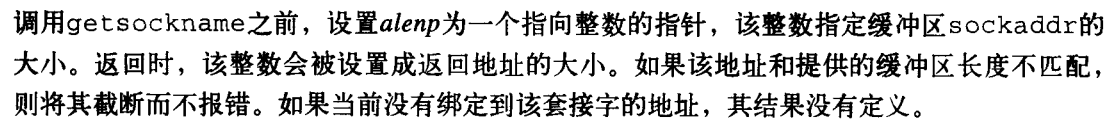 调用getsockname之前，设置alenp为一个指向整数的指针，该整数指定缓冲区sockaddr的
大小。返回时，该整数会被设置成返回地址的大小。如果该地址和提供的缓冲区长度不匹配，
则将其截断而不报错。如果当前没有绑定到该套接字的地址，其结果没有定义。